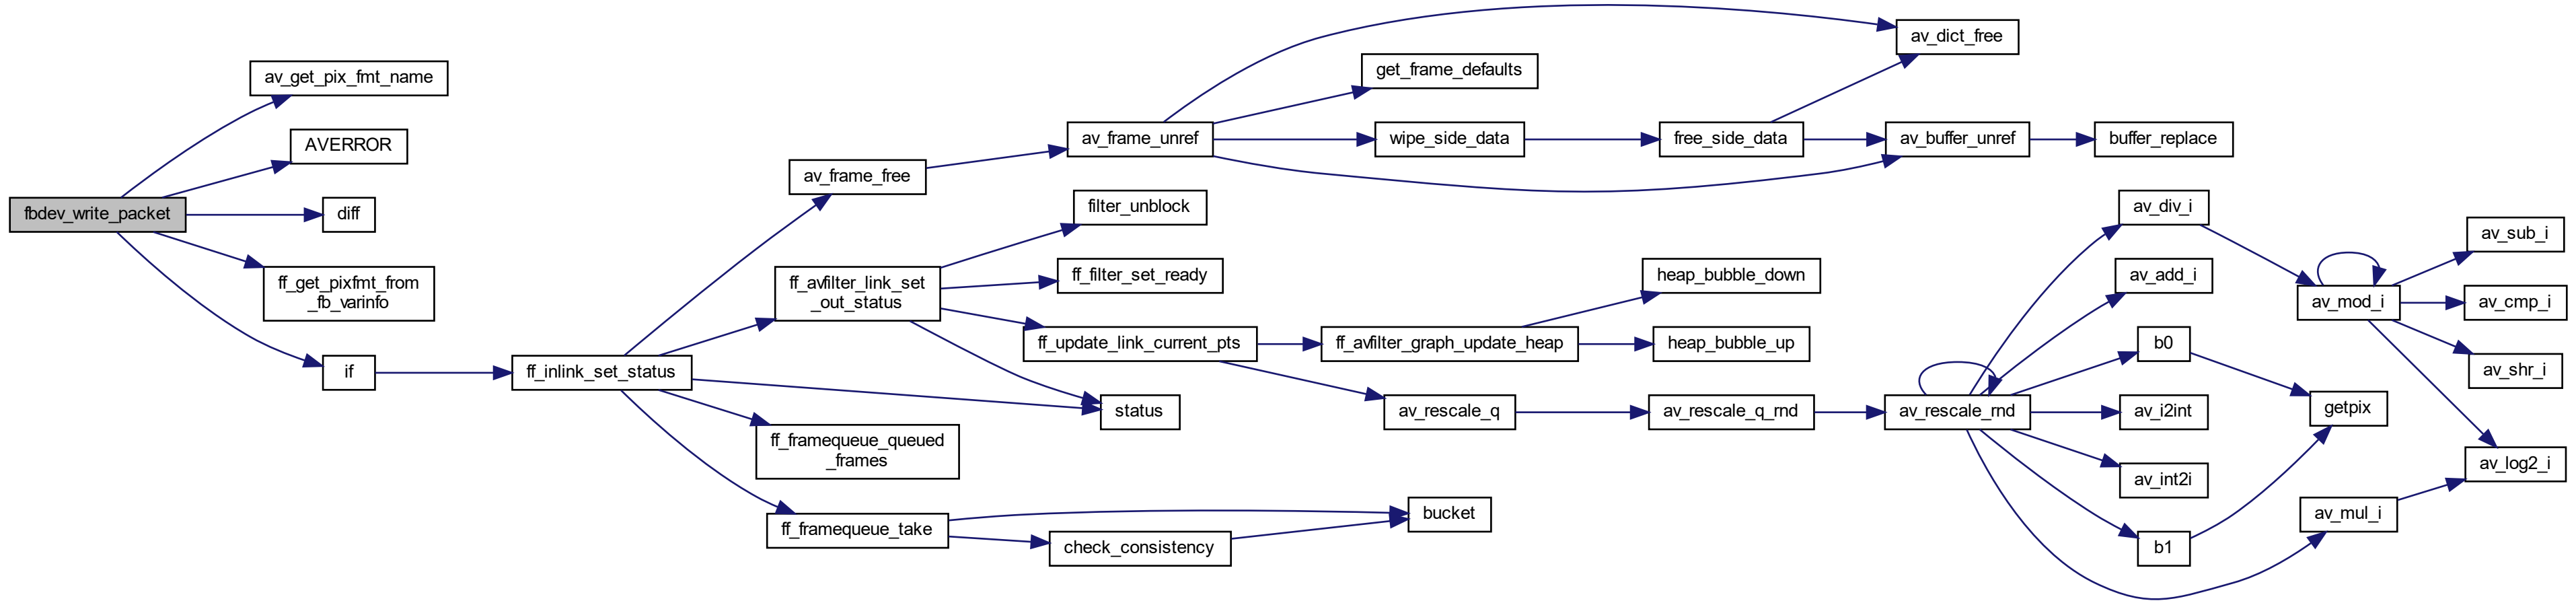 fbdev_write_packet
av_get_pix_fmt_name
AVERROR
diff
ff_get_pixfmt_from
_fb_varinfo
if
ff_inlink_set_status
av_frame_free
ff_avfilter_link_set
_out_status
status
ff_framequeue_queued
_frames
ff_framequeue_take
av_frame_unref
filter_unblock
ff_filter_set_ready
ff_update_link_current_pts
check_consistency
bucket
av_dict_free
get_frame_defaults
wipe_side_data
free_side_data
av_buffer_unref
buffer_replace
ff_avfilter_graph_update_heap
heap_bubble_down
heap_bubble_up
av_rescale_q
av_rescale_q_rnd
av_rescale_rnd
av_div_i
av_add_i
b0
av_i2int
av_int2i
b1
av_mul_i
av_mod_i
getpix
av_sub_i
av_cmp_i
av_shr_i
av_log2_i